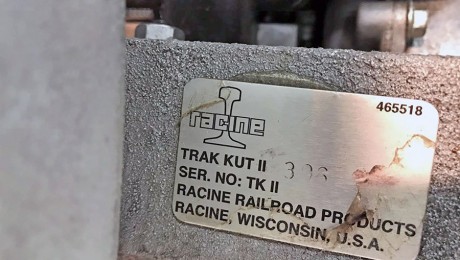 465518
racine
TRAK KUT II
SER. NO: TK II
RACINE RAILROAD PRODUCTS
RACINE, WISCONSIN, U.S.A.